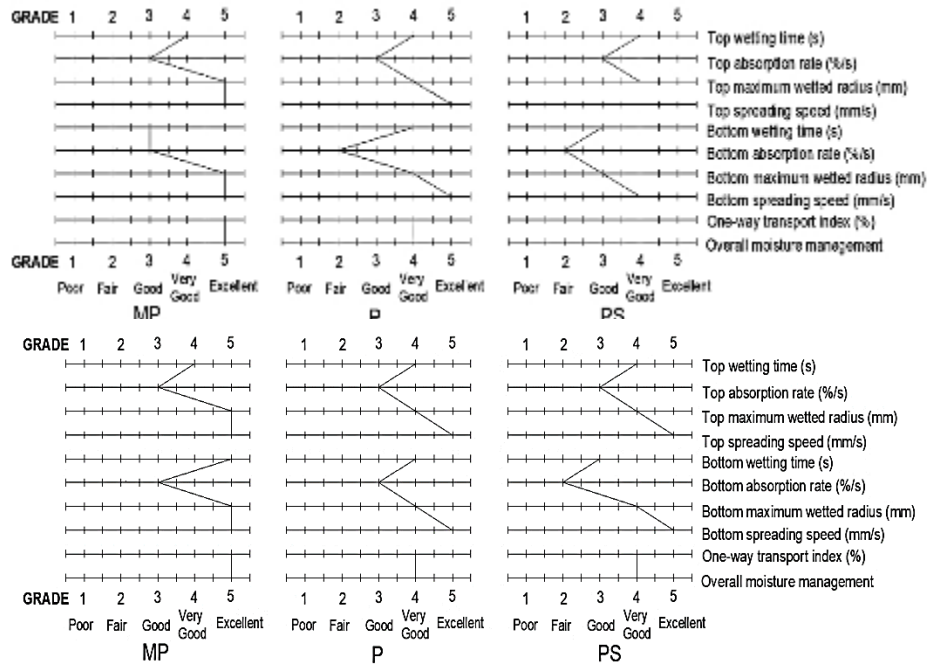 GRADE 1 2 3 4 5 1 2 3 4 5 1 2 3 4 5
Top wetting time (s)
Top absorption rate (%/s)
Top maximum wetted radius (mm)
Top spreading speed (mm/s)
Bottom wetting time (s)
Bottom absorption rate (%/s)
Bottom maximum wetted radius (mm)
Bottom spreading speed (mm/s)
One-way transport index (%)
Overall moisture management
GRADE 1 2 3 4 5 1 2 3 4 5 1 2 3 4 5
Poor Fair Good Very Good Excellent Poor Fair Good Very Good Excellent Poor Fair Good Very Good Excellent
MP P PS
GRADE 1 2 3 4 5 1 2 3 4 5 1 2 3 4 5
Top wetting time (s)
Top absorption rate (%/s)
Top maximum wetted radius (mm)
Top spreading speed (mm/s)
Bottom wetting time (s)
Bottom absorption rate (%/s)
Bottom maximum wetted radius (mm)
Bottom spreading speed (mm/s)
One-way transport index (%)
Overall moisture management
GRADE 1 2 3 4 5 1 2 3 4 5 1 2 3 4 5
Poor Fair Good Very Good Excellent Poor Fair Good Very Good Excellent Poor Fair Good Very Good Excellent
MP P PS